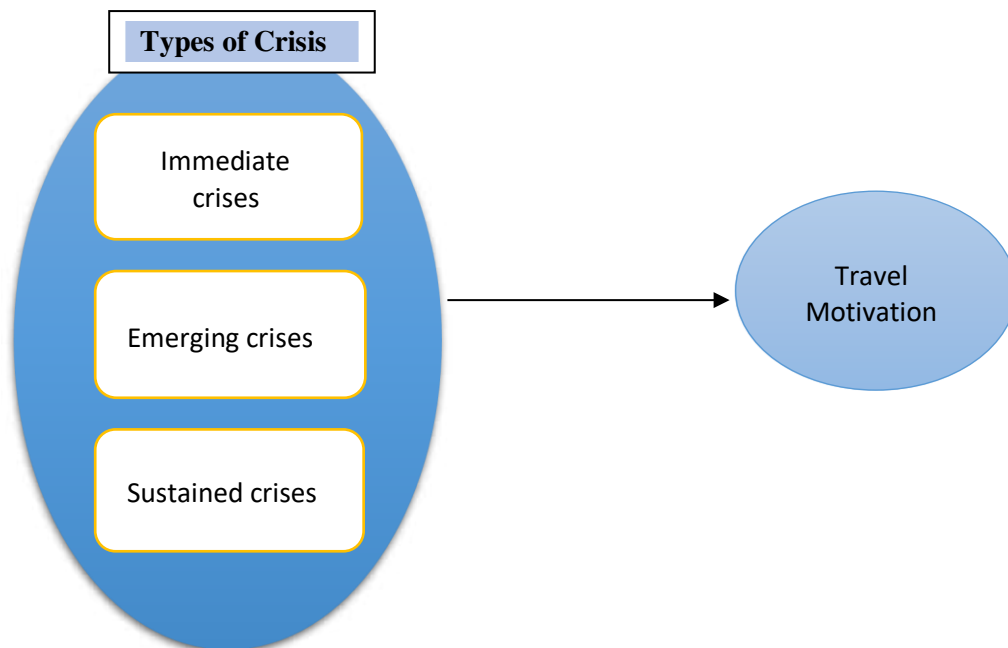 Types of Crisis
Immediate
crises
Emerging crises
Sustained crises
Travel
Motivation